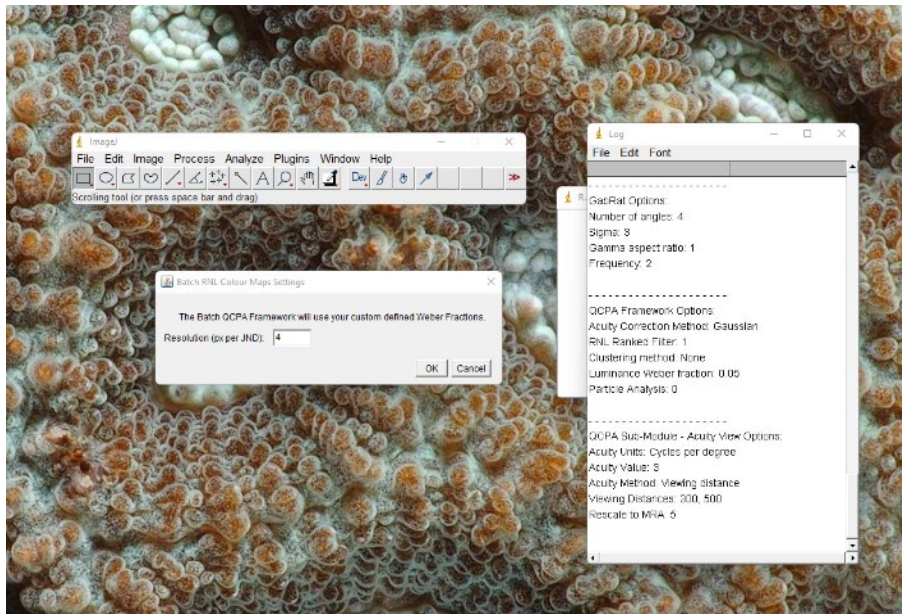 ImageJ
File Edit Image Process Analyze Plugins Window Help
Dev
Scrolling tool (or press space bar and drag)
Batch RNL Colour Maps Settings
The Batch QCPA Framework will use your custom defined Weber Fractions.
Resolution (px per JND): 4
OK Cancel
Log
File Edit Font
- - - - - - - - - - - - - - - - - - - - - -
GabRat Options:
Number of angles: 4
Sigma: 3
Gamma aspect ratio: 1
Frequency: 2
- - - - - - - - - - - - - - - - - - - - - -
QCPA Framework Options:
Acuity Correction Method: Gaussian
RNL Ranked Filter: 1
Clustering method: None
Luminance Weber fraction: 0.05
Particle Analysis: 0
- - - - - - - - - - - - - - - - - - - - - -
QCPA Sub-Module - Acuity View Options:
Acuity Units: Cycles per degree
Acuity Value: 3
Acuity Method: Viewing distance
Viewing Distances: 300, 500
Rescale to MRA: 5